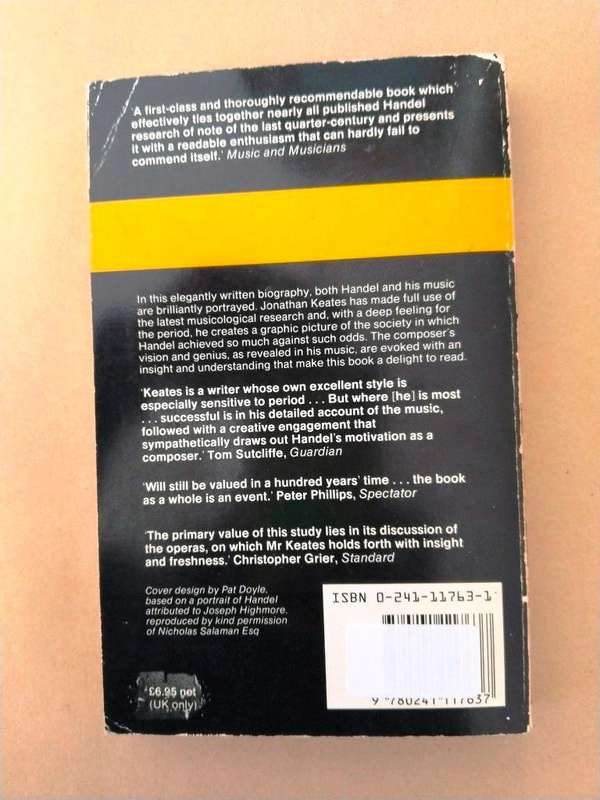 'A first-class and thoroughly recommendable book which
effectively ties together nearly all published Handel
research of note of the last quarter-century and presents
it with a readable enthusiasm that can hardly fail to
commend itself.' Music and Musicians
In this elegantly written biography, both Handel and his music
are brilliantly portrayed. Jonathan Keates has made full use of
the latest musicological research and, with a deep feeling for
the period, he creates a graphic picture of the society in which
Handel achieved so much against such odds. The composer's
vision and genius, as revealed in his music, are evoked with an
insight and understanding that make this book a delight to read.
'Keates is a writer whose own excellent style is
especially sensitive to period . . . But where [he] is most
. . . successful is in his detailed account of the music,
followed with a creative engagement that
sympathetically draws out Handel's motivation as a
composer.' Tom Sutcliffe, Guardian
'Will still be valued in a hundred years' time . . . the book
as a whole is an event.' Peter Phillips, Spectator
'The primary value of this study lies in its discussion of
the operas, on which Mr Keates holds forth with insight
and freshness.' Christopher Grier, Standard
Cover design by Pat Doyle,
based on a portrait of Handel
attributed to Joseph Highmore,
reproduced by kind permission
of Nicholas Salaman Esq
ISBN 0-241-11763-1
9 780241 117637
£6.95 net
(UK only)